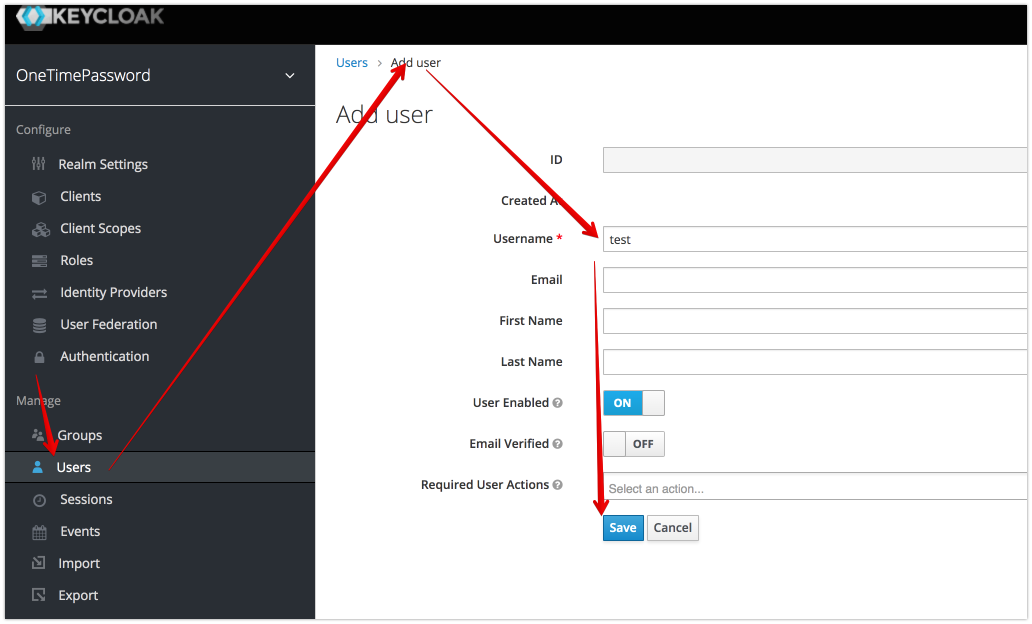 KEYCLOAK
OneTimePassword
Configure
Realm Settings
Clients
Client Scopes
Roles
Identity Providers
User Federation
Authentication
Manage
Groups
Users
Sessions
Events
Import
Export
Users > Add user
Add user
ID
Created A
Username * test
Email
First Name
Last Name
User Enabled ON
Email Verified OFF
Required User Actions Select an action...
Save Cancel